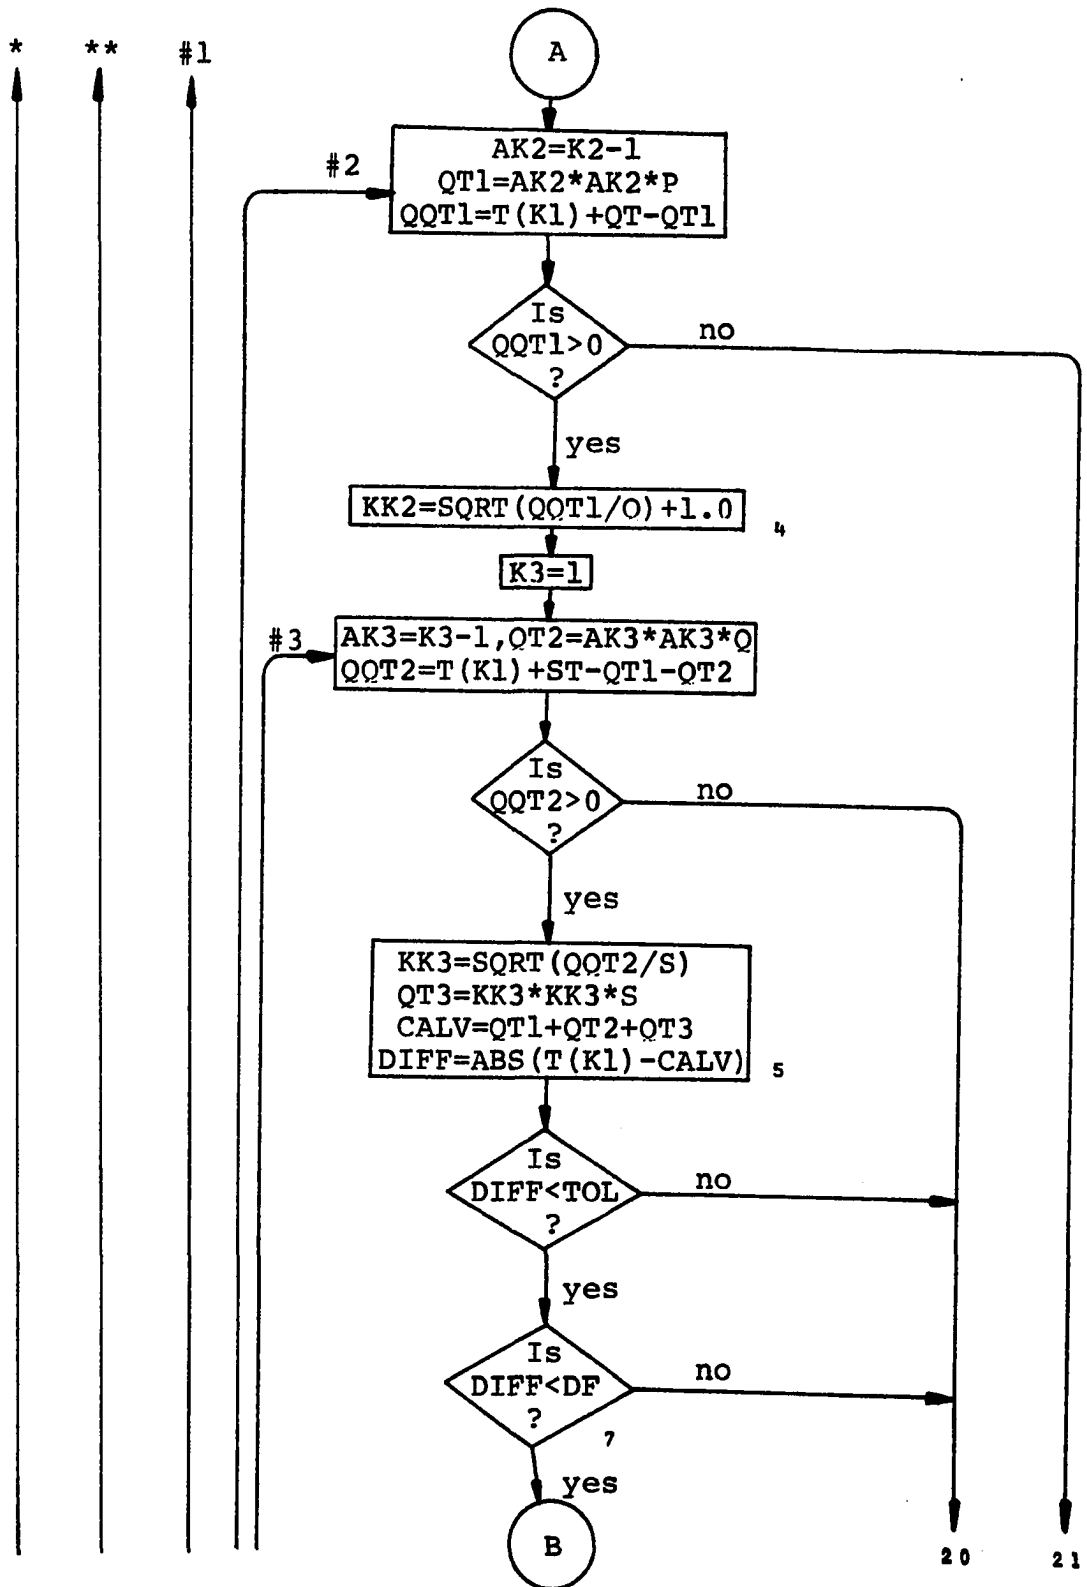 * ** #1
A
#2
AK2=K2-1
QT1=AK2*AK2*P
QQT1=T(K1)+QT-QT1
Is
QQT1>0
?
no
yes
KK2=SQRT(QQT1/Q)+1.0
4
K3=1
#3
AK3=K3-1,QT2=AK3*AK3*Q
QQT2=T(K1)+ST-QT1-QT2
Is
QQT2>0
?
no
yes
KK3=SQRT(QQT2/S)
QT3=KK3*KK3*S
CALV=QT1+QT2+QT3
DIFF=ABS(T(K1)-CALV)
5
Is
DIFF<TOL
?
no
yes
Is
DIFF<DF
?
no
7
yes
B
20 21